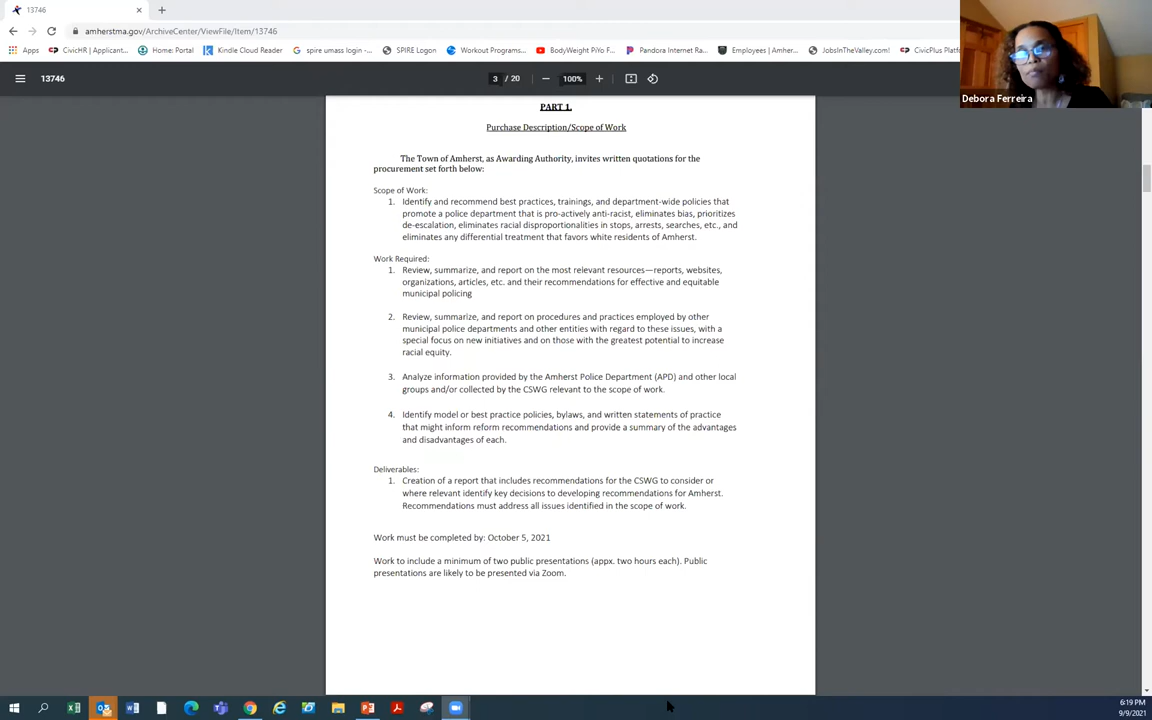 13746
amherstma.gov/ArchiveCenter/ViewFile/Item/13746
Apps CivicHR | Applicant... Home: Portal Kindle Cloud Reader spire umass login -... SPIRE Logon Workout Programs... BodyWeight PiYo F... Pandora Internet Ra... Employees | Amher... JobsInTheValley.com! CivicPlus Platform
13746 3 / 20 100%
Debora Ferreira
PART 1.
Purchase Description/Scope of Work
The Town of Amherst, as Awarding Authority, invites written quotations for the
procurement set forth below:
Scope of Work:
1. Identify and recommend best practices, trainings, and department-wide policies that
promote a police department that is pro-actively anti-racist, eliminates bias, prioritizes
de-escalation, eliminates racial disproportionalities in stops, arrests, searches, etc., and
eliminates any differential treatment that favors white residents of Amherst.
Work Required:
1. Review, summarize, and report on the most relevant resources—reports, websites,
organizations, articles, etc. and their recommendations for effective and equitable
municipal policing
2. Review, summarize, and report on procedures and practices employed by other
municipal police departments and other entities with regard to these issues, with a
special focus on new initiatives and on those with the greatest potential to increase
racial equity.
3. Analyze information provided by the Amherst Police Department (APD) and other local
groups and/or collected by the CSWG relevant to the scope of work.
4. Identify model or best practice policies, bylaws, and written statements of practice
that might inform reform recommendations and provide a summary of the advantages
and disadvantages of each.
Deliverables:
1. Creation of a report that includes recommendations for the CSWG to consider or
where relevant identify key decisions to developing recommendations for Amherst.
Recommendations must address all issues identified in the scope of work.
Work must be completed by: October 5, 2021
Work to include a minimum of two public presentations (appx. two hours each). Public
presentations are likely to be presented via Zoom.
6:19 PM
9/9/2021